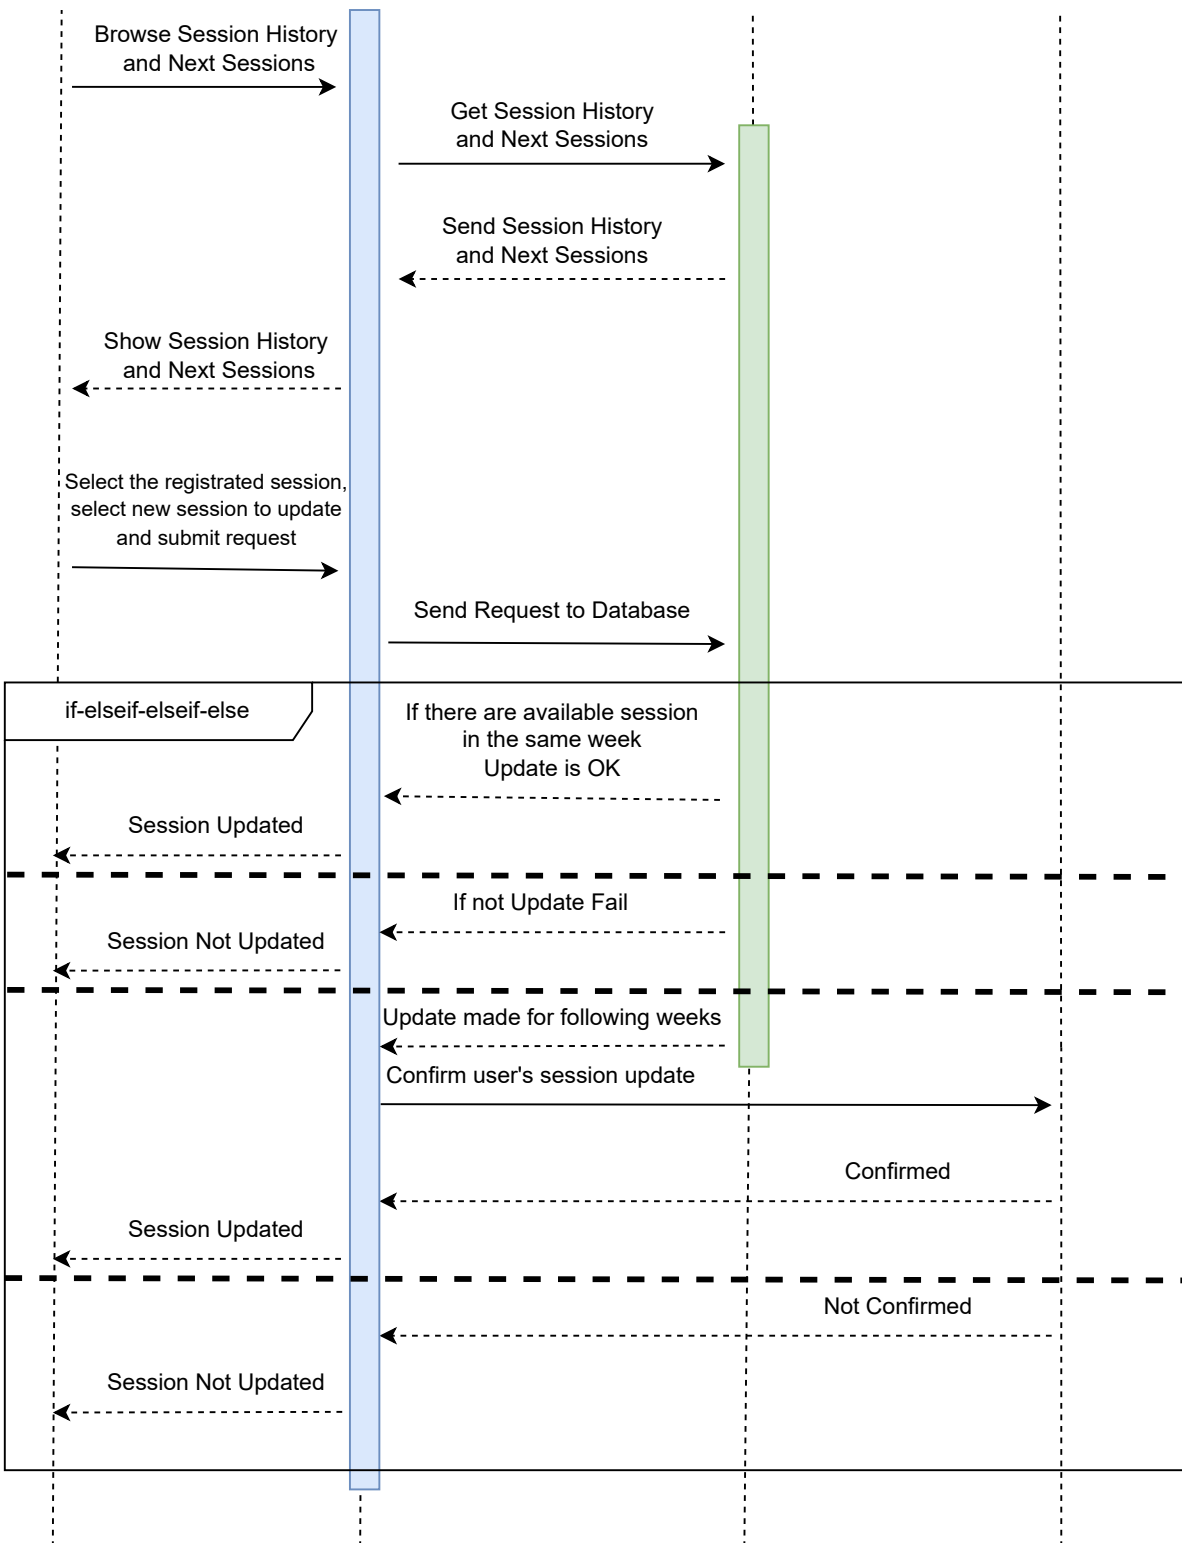 Browse Session History
and Next Sessions
Get Session History
and Next Sessions
Send Session History
and Next Sessions
Show Session History
and Next Sessions
Select the registrated session,
select new session to update
and submit request
Send Request to Database
if-elseif-elseif-else
If there are available session
in the same week
Update is OK
Session Updated
If not Update Fail
Session Not Updated
Update made for following weeks
Confirm user's session update
Confirmed
Session Updated
Not Confirmed
Session Not Updated